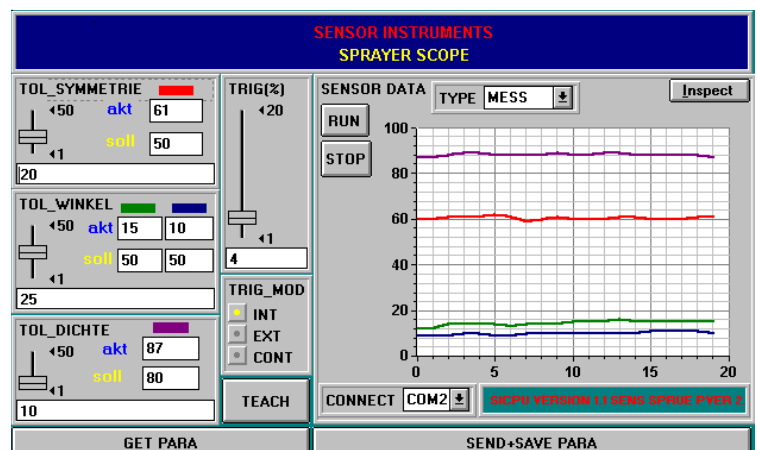 SENSOR INSTRUMENTS
SPRAYER SCOPE
TOL_SYMMETRIE
50 akt 61
soll 50
1
20
TOL_WINKEL
50 akt 15 10
soll 50 50
1
25
TOL_DICHTE
50 akt 87
soll 80
1
10
TRIG(%)
20
1
4
TRIG_MOD
INT
EXT
CONT
TEACH
SENSOR DATA TYPE MESS Inspect
RUN
STOP
100
80
60
40
20
0
0 5 10 15 20
CONNECT COM2 SICPU VERSION 1.1 SENS SPRUE PVER 2
GET PARA SEND+SAVE PARA